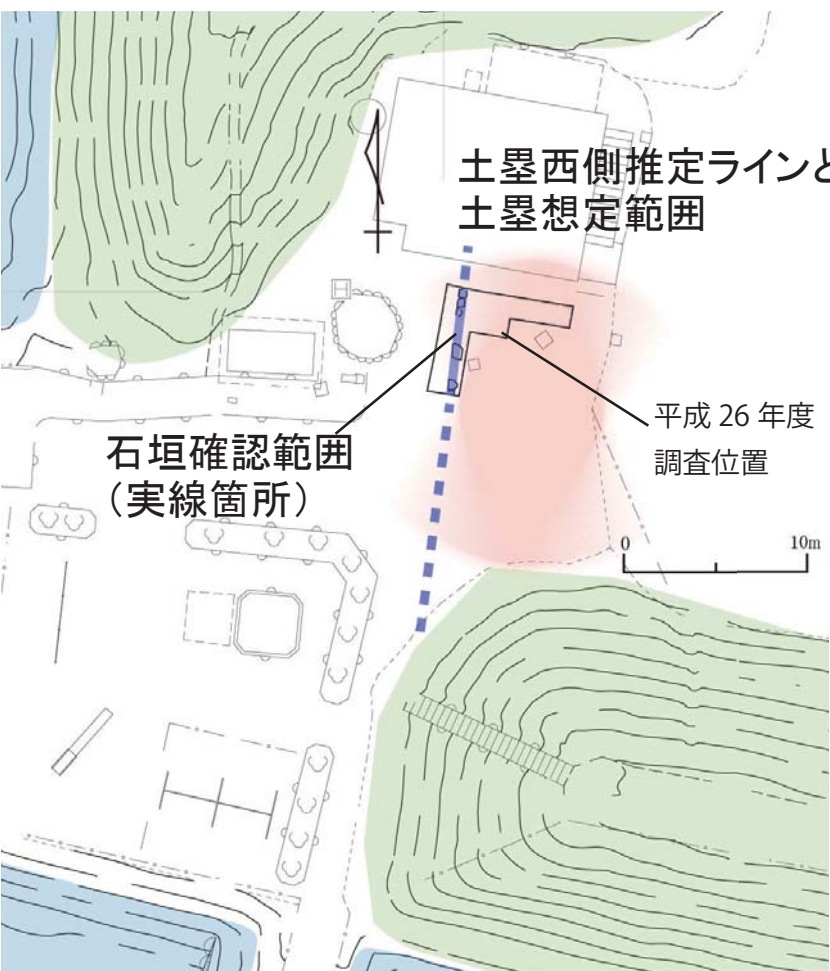 土塁西側推定ラインと
土塁想定範囲
平成 26 年度
調査位置
石垣確認範囲
（実線箇所）
0 10m